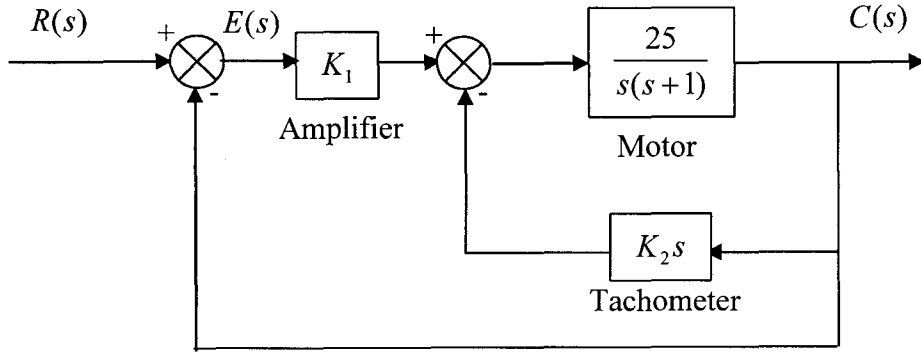 R(s)
+
-
E(s)
K₁
Amplifier
+
-
25
s(s+1)
Motor
C(s)
K₂s
Tachometer